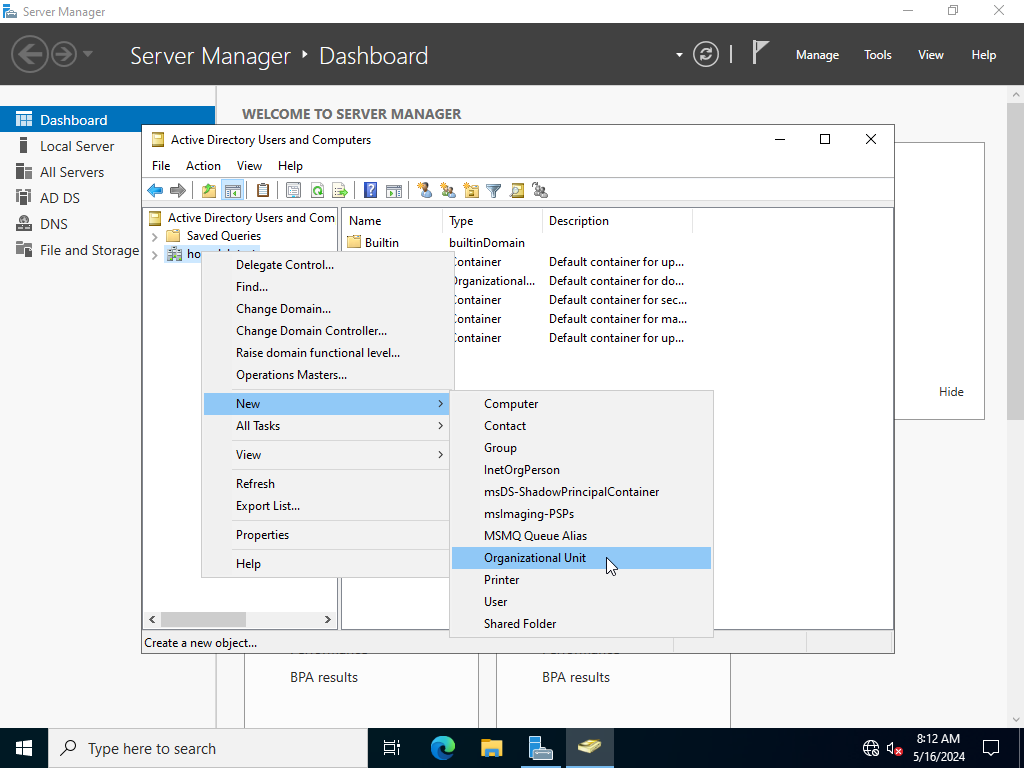 Server Manager
Server Manager ‣ Dashboard
Manage Tools View Help
WELCOME TO SERVER MANAGER
Dashboard
Local Server
All Servers
AD DS
DNS
File and Storage
Active Directory Users and Computers
File Action View Help
Active Directory Users and Com
Saved Queries
Name Type Description
Builtin builtinDomain
Container Default container for up...
Organizational... Default container for do...
Container Default container for sec...
Container Default container for ma...
Container Default container for up...
Delegate Control...
Find...
Change Domain...
Change Domain Controller...
Raise domain functional level...
Operations Masters...
New
All Tasks
View
Refresh
Export List...
Properties
Help
Computer
Contact
Group
InetOrgPerson
msDS-ShadowPrincipalContainer
msImaging-PSPs
MSMQ Queue Alias
Organizational Unit
Printer
User
Shared Folder
Hide
Create a new object...
BPA results
BPA results
Type here to search
8:12 AM
5/16/2024